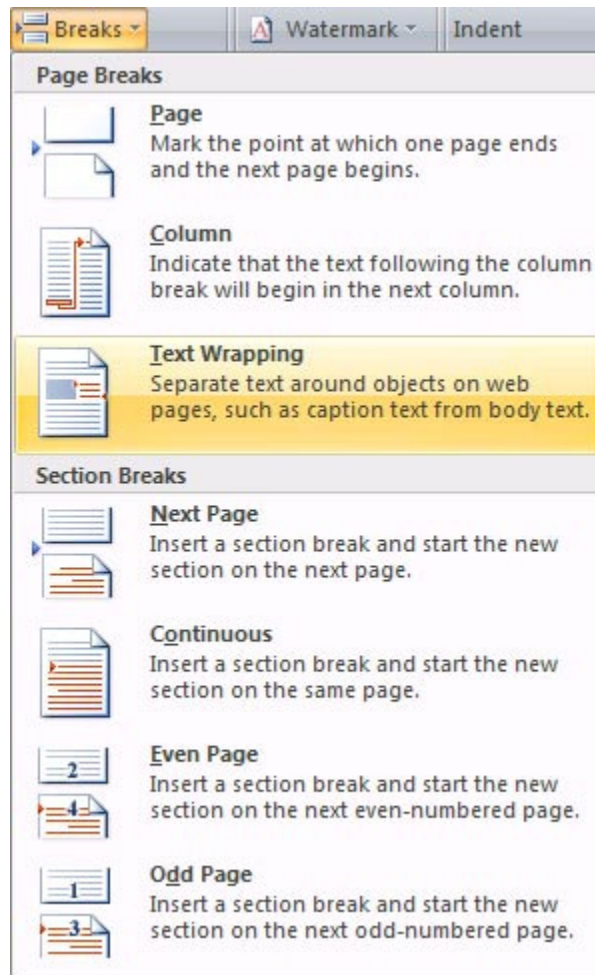 Breaks Watermark Indent
Page Breaks
Page
Mark the point at which one page ends
and the next page begins.
Column
Indicate that the text following the column
break will begin in the next column.
Text Wrapping
Separate text around objects on web
pages, such as caption text from body text.
Section Breaks
Next Page
Insert a section break and start the new
section on the next page.
Continuous
Insert a section break and start the new
section on the same page.
2
4
Even Page
Insert a section break and start the new
section on the next even-numbered page.
1
3
Odd Page
Insert a section break and start the new
section on the next odd-numbered page.